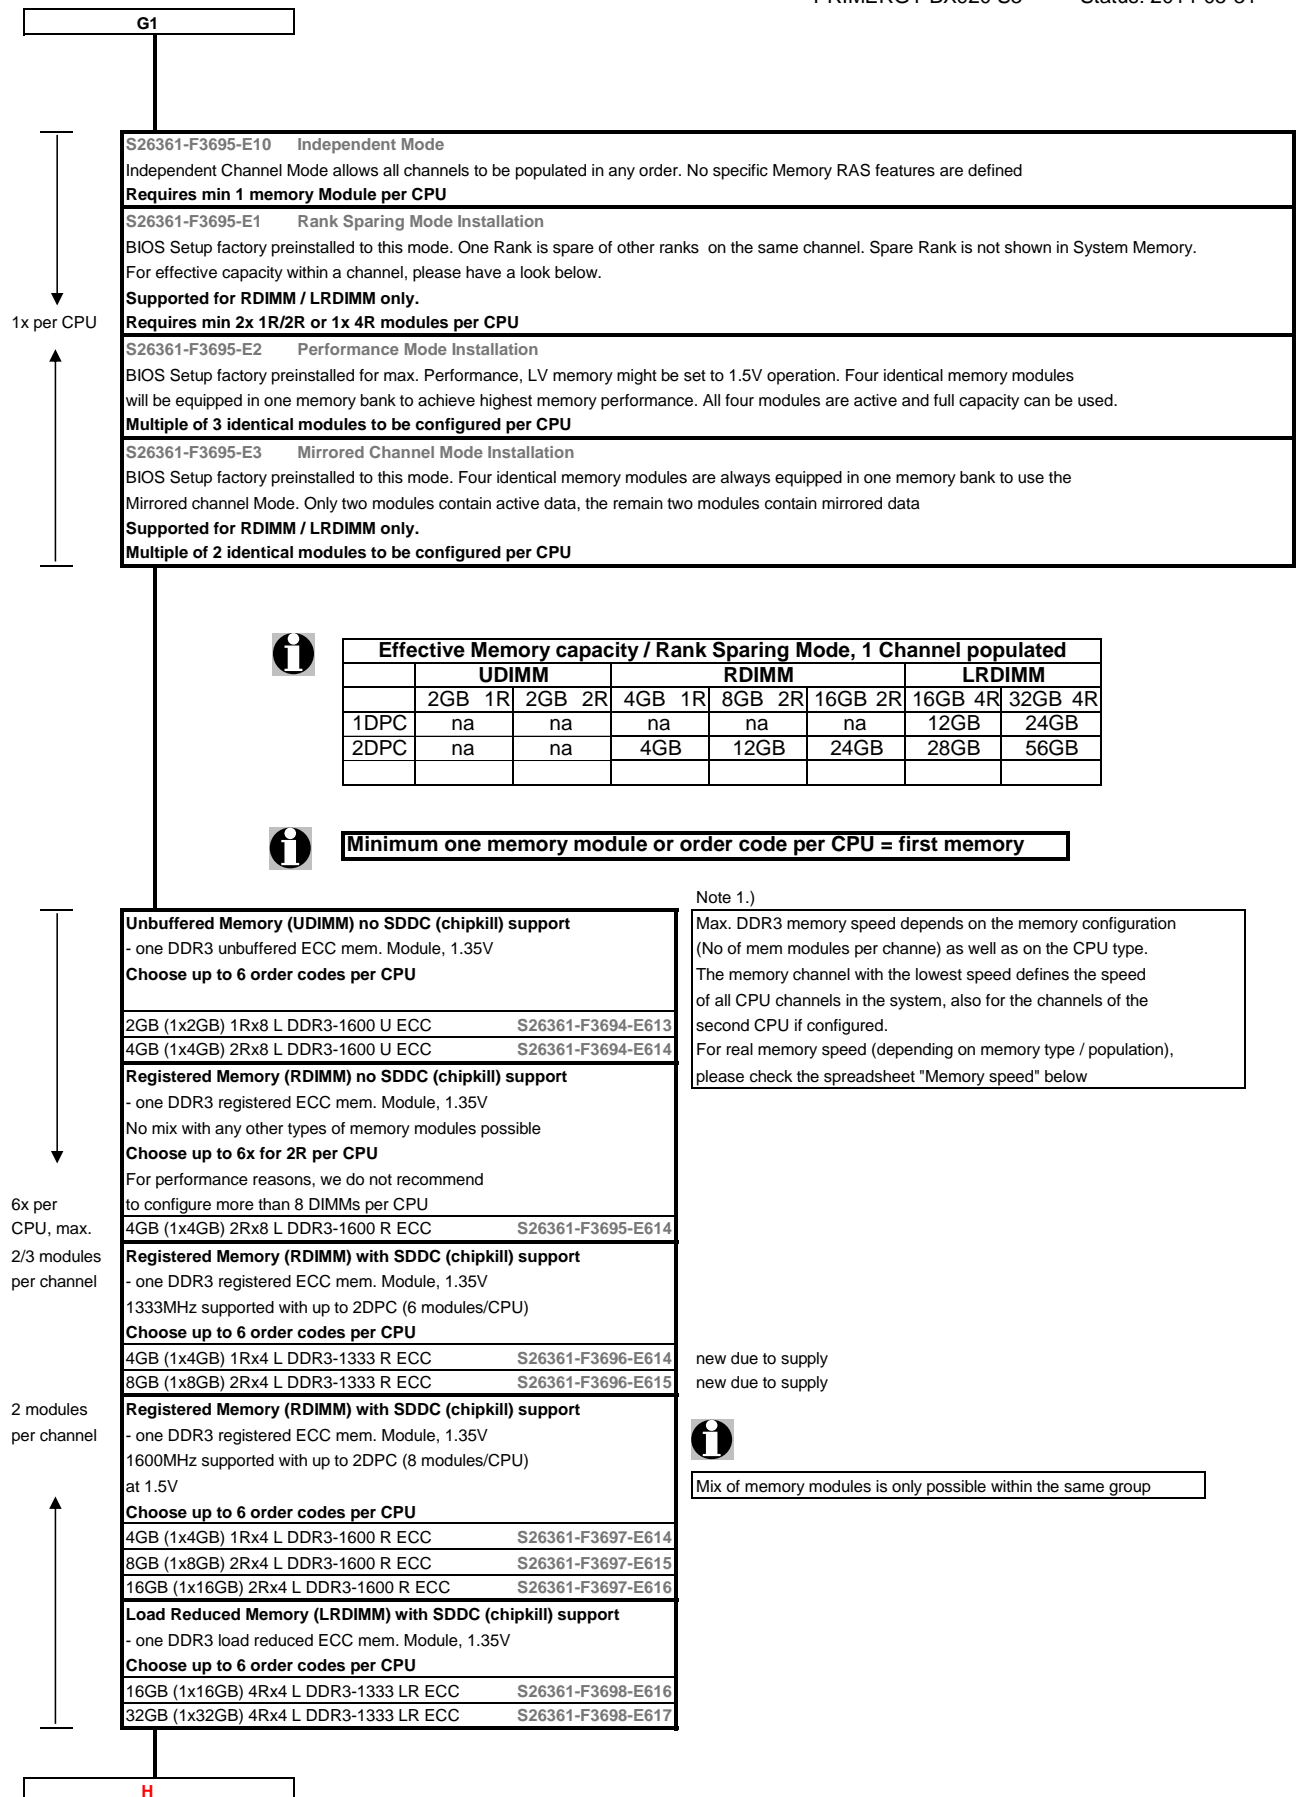 G1
S26361-F3695-E10 Independent Mode
Independent Channel Mode allows all channels to be populated in any order. No specific Memory RAS features are defined
Requires min 1 memory Module per CPU
S26361-F3695-E1 Rank Sparing Mode Installation
BIOS Setup factory preinstalled to this mode. One Rank is spare of other ranks on the same channel. Spare Rank is not shown in System Memory.
For effective capacity within a channel, please have a look below.
Supported for RDIMM / LRDIMM only.
1x per CPU
Requires min 2x 1R/2R or 1x 4R modules per CPU
S26361-F3695-E2 Performance Mode Installation
BIOS Setup factory preinstalled for max. Performance, LV memory might be set to 1.5V operation. Four identical memory modules
will be equipped in one memory bank to achieve highest memory performance. All four modules are active and full capacity can be used.
Multiple of 3 identical modules to be configured per CPU
S26361-F3695-E3 Mirrored Channel Mode Installation
BIOS Setup factory preinstalled to this mode. Four identical memory modules are always equipped in one memory bank to use the
Mirrored channel Mode. Only two modules contain active data, the remain two modules contain mirrored data
Supported for RDIMM / LRDIMM only.
Multiple of 2 identical modules to be configured per CPU
Effective Memory capacity / Rank Sparing Mode, 1 Channel populated
UDIMM RDIMM LRDIMM
2GB 1R 2GB 2R 4GB 1R 8GB 2R 16GB 2R 16GB 4R 32GB 4R
1DPC na na na na na 12GB 24GB
2DPC na na 4GB 12GB 24GB 28GB 56GB
Minimum one memory module or order code per CPU = first memory
Note 1.)
Max. DDR3 memory speed depends on the memory configuration
(No of mem modules per channe) as well as on the CPU type.
The memory channel with the lowest speed defines the speed
of all CPU channels in the system, also for the channels of the
second CPU if configured.
For real memory speed (depending on memory type / population),
please check the spreadsheet "Memory speed" below
Unbuffered Memory (UDIMM) no SDDC (chipkill) support
- one DDR3 unbuffered ECC mem. Module, 1.35V
Choose up to 6 order codes per CPU
2GB (1x2GB) 1Rx8 L DDR3-1600 U ECC S26361-F3694-E613
4GB (1x4GB) 2Rx8 L DDR3-1600 U ECC S26361-F3694-E614
Registered Memory (RDIMM) no SDDC (chipkill) support
- one DDR3 registered ECC mem. Module, 1.35V
No mix with any other types of memory modules possible
Choose up to 6x for 2R per CPU
For performance reasons, we do not recommend
to configure more than 8 DIMMs per CPU
4GB (1x4GB) 2Rx8 L DDR3-1600 R ECC S26361-F3695-E614
6x per
CPU, max.
2/3 modules
per channel
Registered Memory (RDIMM) with SDDC (chipkill) support
- one DDR3 registered ECC mem. Module, 1.35V
1333MHz supported with up to 2DPC (6 modules/CPU)
Choose up to 6 order codes per CPU
4GB (1x4GB) 1Rx4 L DDR3-1333 R ECC S26361-F3696-E614 new due to supply
8GB (1x8GB) 2Rx4 L DDR3-1333 R ECC S26361-F3696-E615 new due to supply
2 modules
per channel
Registered Memory (RDIMM) with SDDC (chipkill) support
- one DDR3 registered ECC mem. Module, 1.35V
1600MHz supported with up to 2DPC (8 modules/CPU)
at 1.5V
Mix of memory modules is only possible within the same group
Choose up to 6 order codes per CPU
4GB (1x4GB) 1Rx4 L DDR3-1600 R ECC S26361-F3697-E614
8GB (1x8GB) 2Rx4 L DDR3-1600 R ECC S26361-F3697-E615
16GB (1x16GB) 2Rx4 L DDR3-1600 R ECC S26361-F3697-E616
Load Reduced Memory (LRDIMM) with SDDC (chipkill) support
- one DDR3 load reduced ECC mem. Module, 1.35V
Choose up to 6 order codes per CPU
16GB (1x16GB) 4Rx4 L DDR3-1333 LR ECC S26361-F3698-E616
32GB (1x32GB) 4Rx4 L DDR3-1333 LR ECC S26361-F3698-E617
H